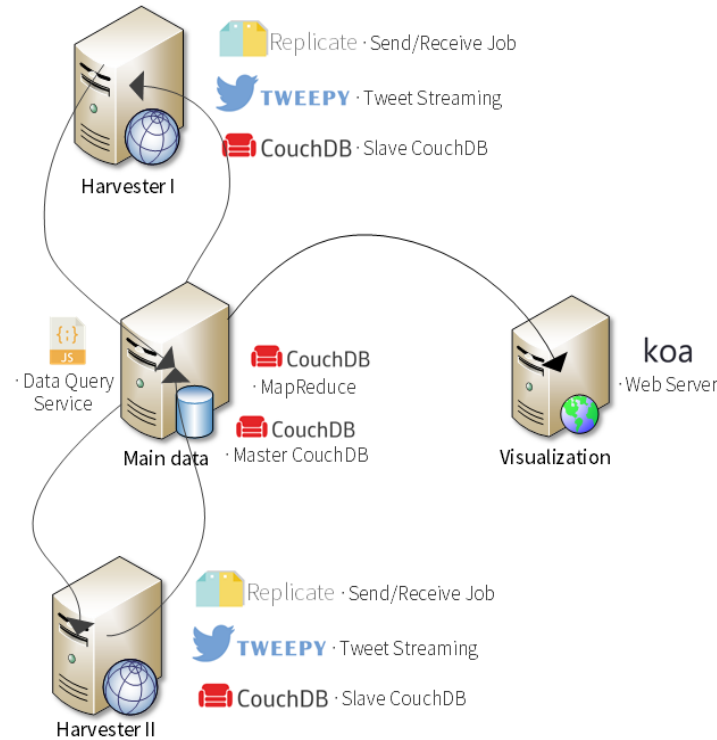 Replicate · Send/Receive Job
TWEEPY · Tweet Streaming
CouchDB · Slave CouchDB
Harvester I
{;}
JS
· Data Query
Service
CouchDB
· MapReduce
CouchDB
· Master CouchDB
Main data
koa
· Web Server
Visualization
Replicate · Send/Receive Job
TWEEPY · Tweet Streaming
CouchDB · Slave CouchDB
Harvester II